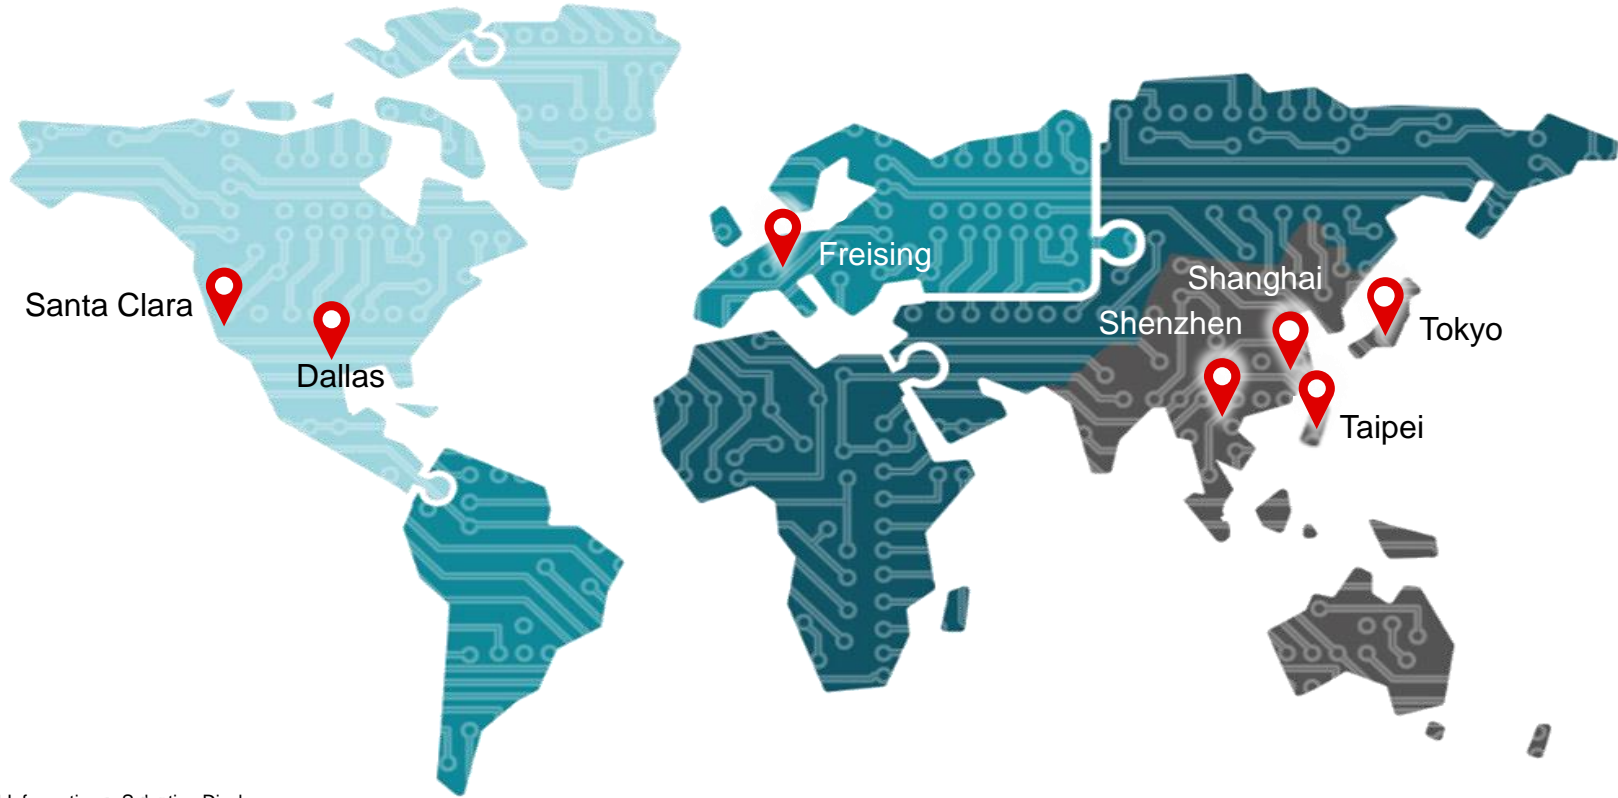 Freising
Shanghai
Santa Clara
Shenzhen
Tokyo
Dallas
Taipei